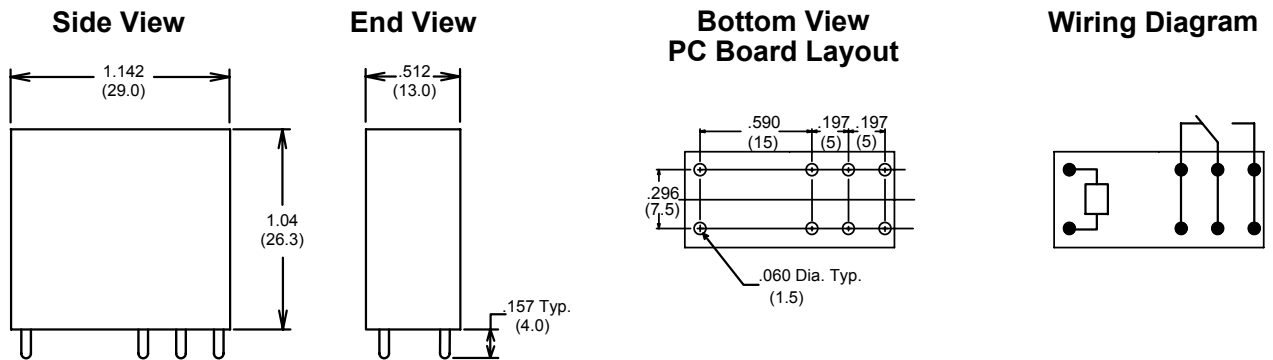 Side View
End View
Bottom View
PC Board Layout
Wiring Diagram
1.142
(29.0)
.512
(13.0)
.590
(15)
.197
(5)
.197
(5)
.296
(7.5)
1.04
(26.3)
.060 Dia. Typ.
(1.5)
.157 Typ.
(4.0)